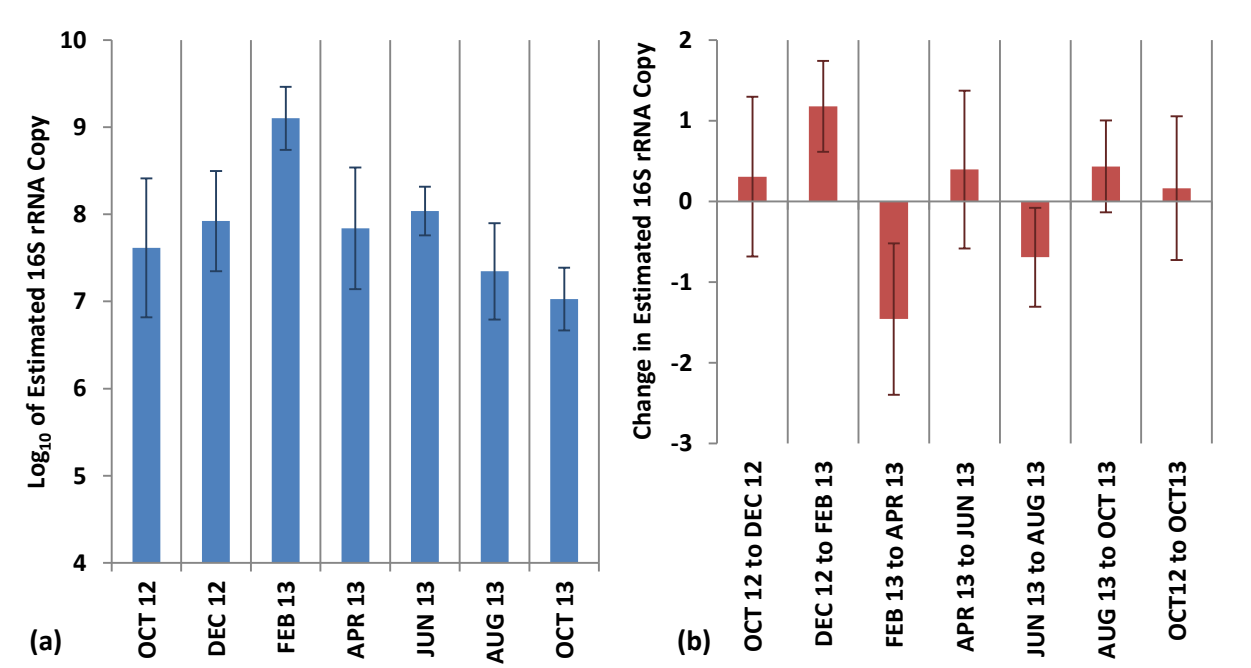 10
9
8
7
6
5
4
Log₁₀ of Estimated 16S rRNA Copy
OCT 12
DEC 12
FEB 13
APR 13
JUN 13
AUG 13
OCT 13
(a)
2
1
0
-1
-2
-3
Change in Estimated 16S rRNA Copy
OCT 12 to DEC 12
DEC 12 to FEB 13
FEB 13 to APR 13
APR 13 to JUN 13
JUN 13 to AUG 13
AUG 13 to OCT 13
OCT12 to OCT13
(b)